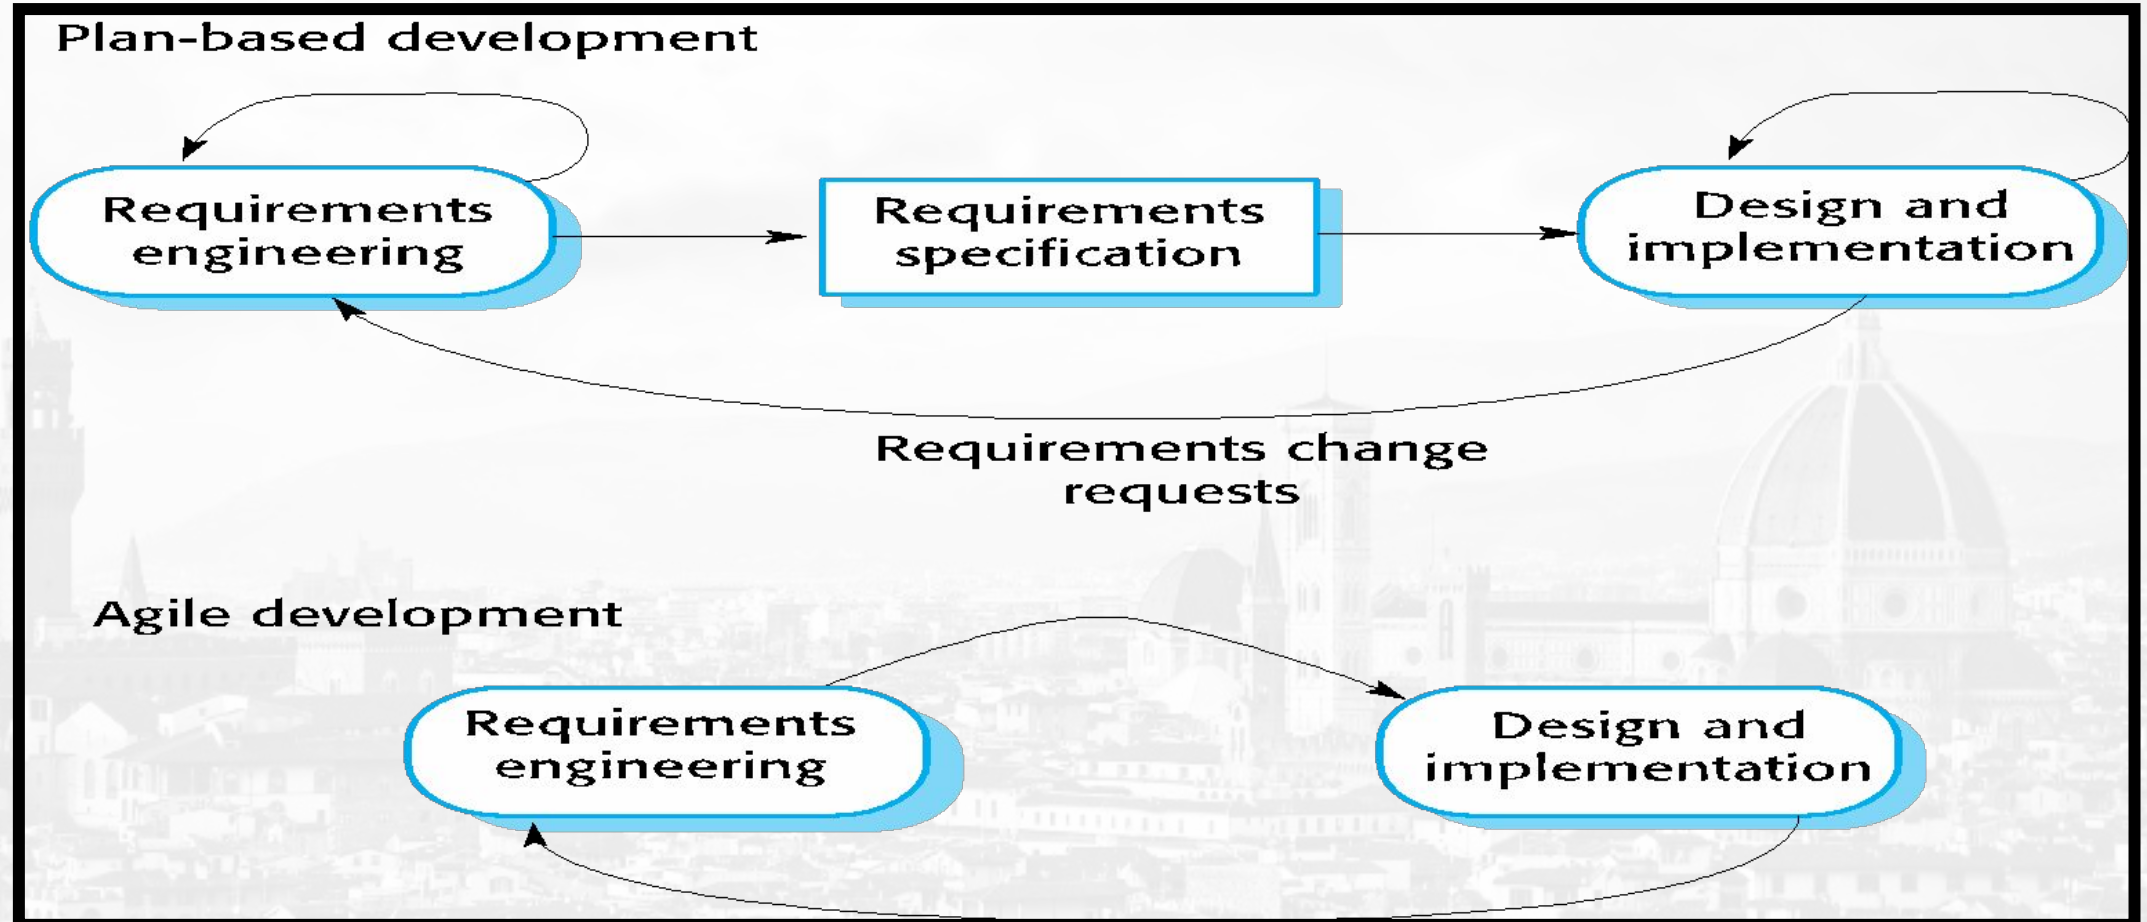 Plan-based development
Requirements
engineering
Requirements
specification
Design and
implementation
Requirements change
requests
Agile development
Requirements
engineering
Design and
implementation